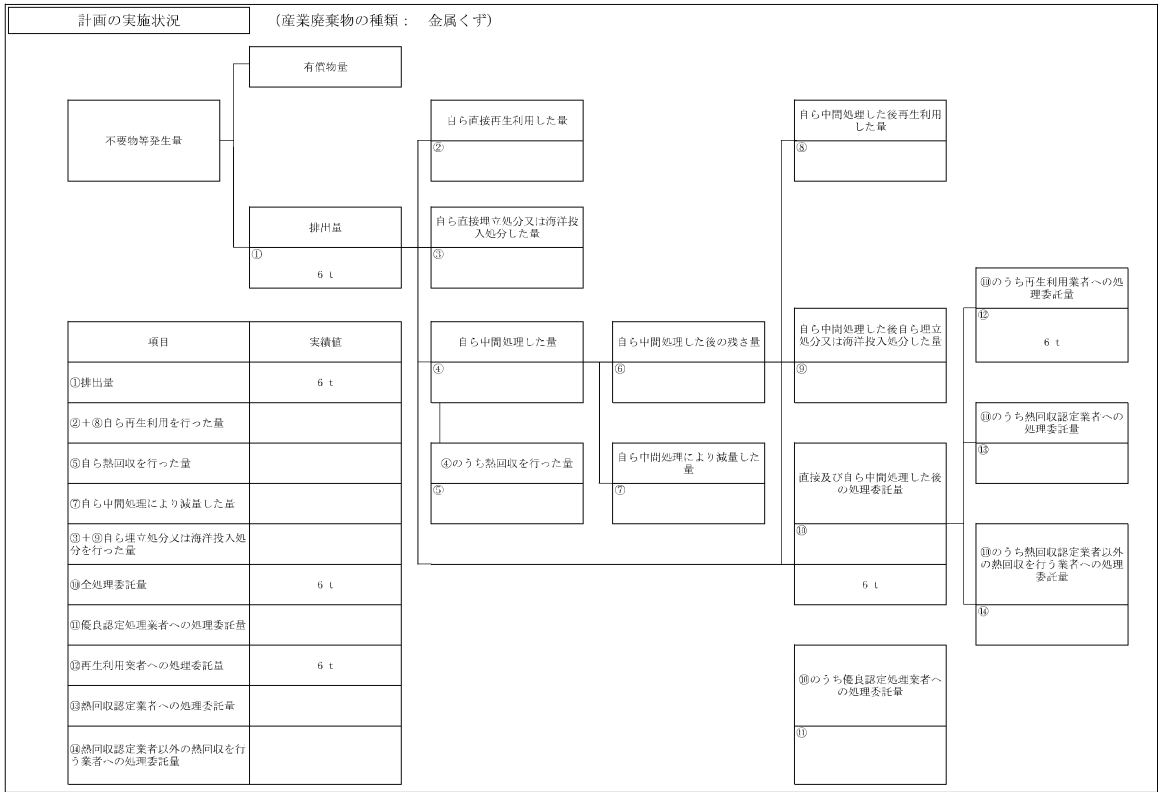 計画の実施状況
（産業廃棄物の種類： 金属くず）
有償物量
不要物等発生量
自ら直接再生利用した量
②
自ら中間処理した後再生利用
した量
⑧
排出量
①
6 t
自ら直接埋立処分又は海洋投
入処分した量
③
⑩のうち再生利用業者への処
理委託量
⑫
6 t
項目
実績値
①排出量
6 t
②＋⑧自ら再生利用を行った量
⑤自ら熱回収を行った量
⑦自ら中間処理により減量した量
③＋⑨自ら埋立処分又は海洋投入処
分を行った量
⑩全処理委託量
6 t
⑪優良認定処理業者への処理委託量
⑫再生利用業者への処理委託量
6 t
⑬熱回収認定業者への処理委託量
⑭熱回収認定業者以外の熱回収を行
う業者への処理委託量
自ら中間処理した量
④
自ら中間処理した後の残さ量
⑥
自ら中間処理した後自ら埋立
処分又は海洋投入処分した量
⑨
④のうち熱回収を行った量
⑤
自ら中間処理により減量した
量
⑦
直接及び自ら中間処理した後
の処理委託量
⑩
6 t
⑩のうち熱回収認定業者への
処理委託量
⑬
⑩のうち熱回収認定業者以外
の熱回収を行う業者への処理
委託量
⑭
⑩のうち優良認定処理業者へ
の処理委託量
⑪